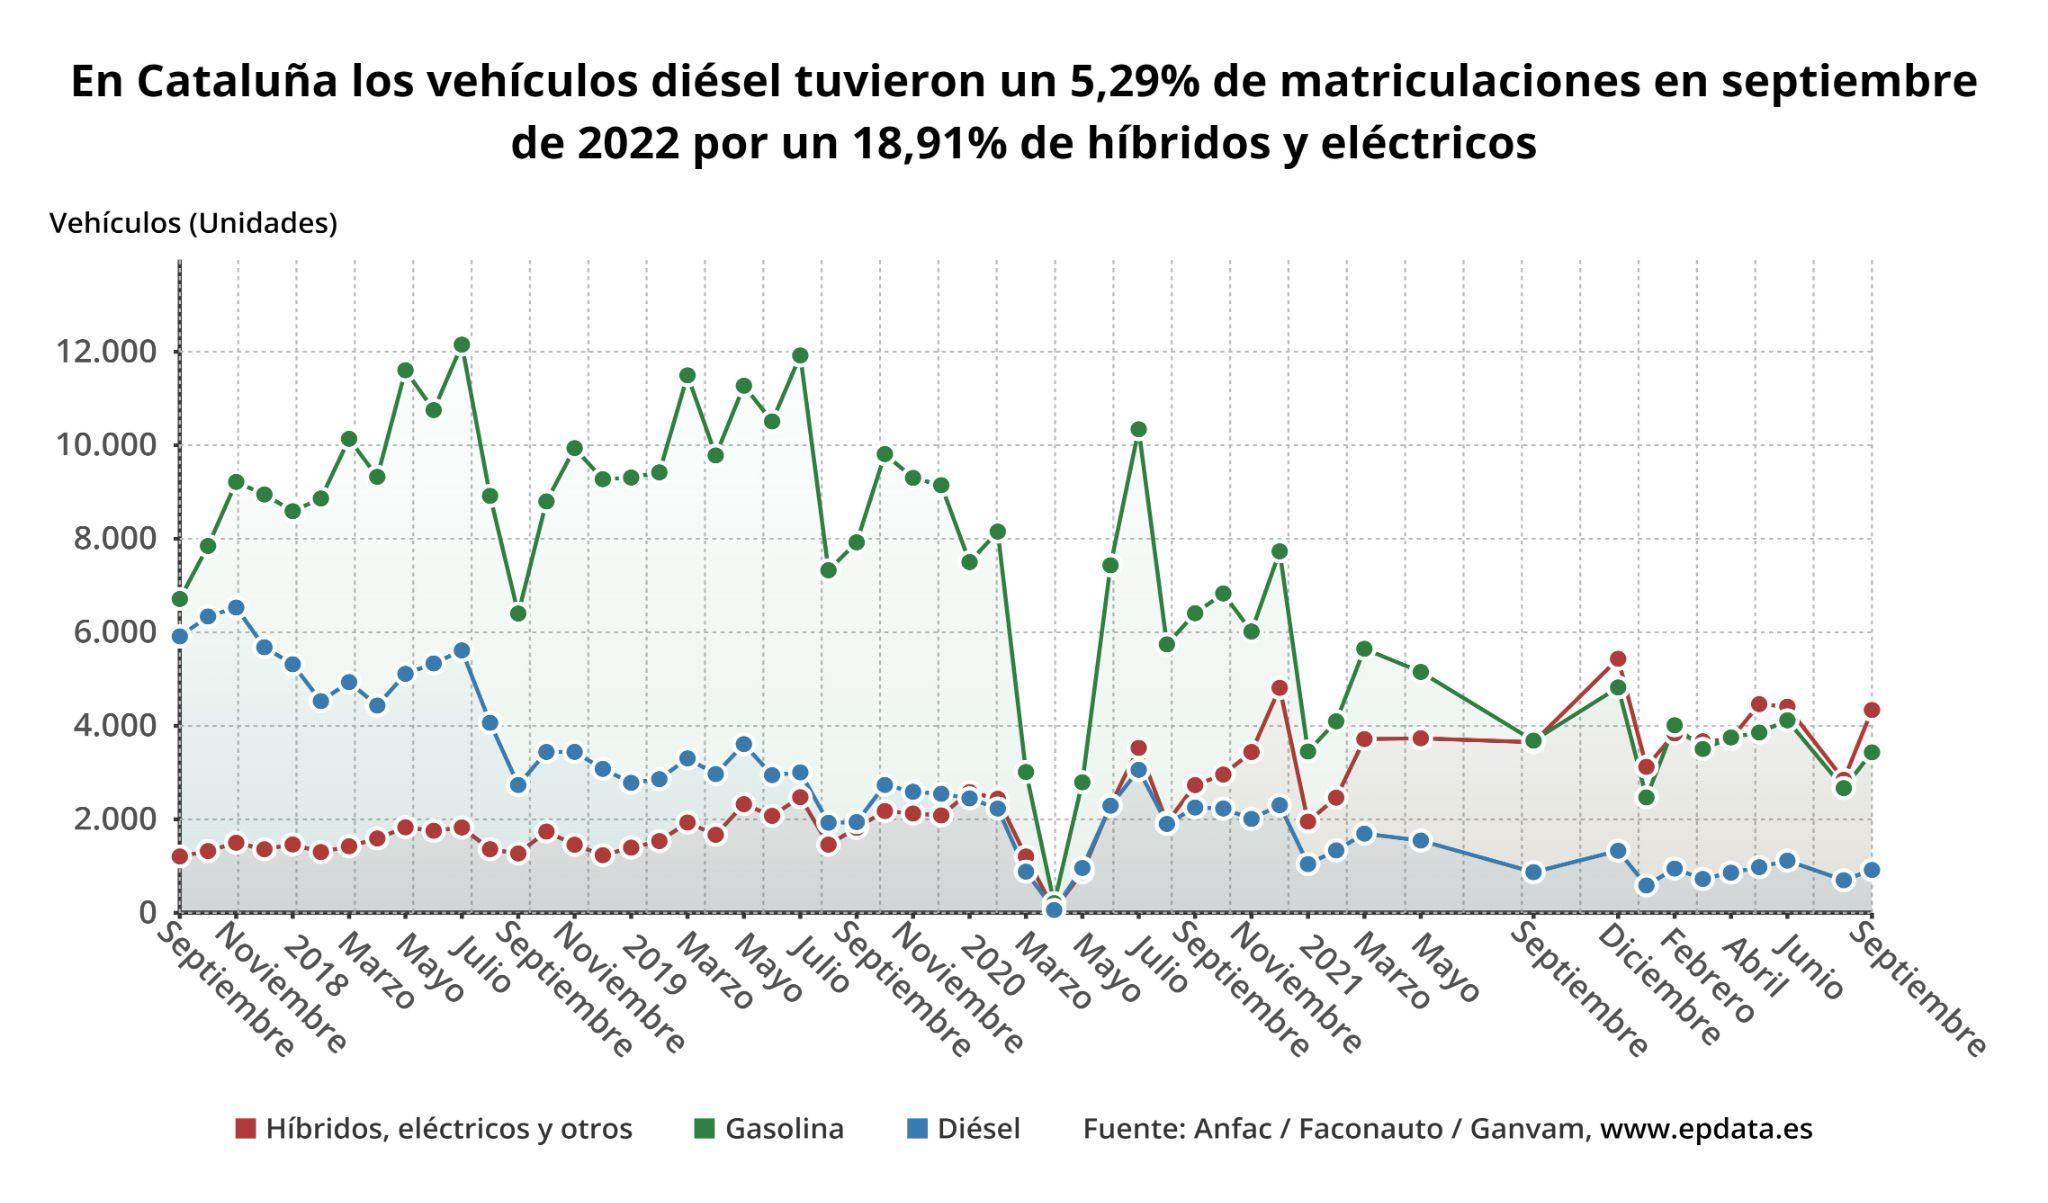 En Cataluña los vehículos diésel tuvieron un 5,29% de matriculaciones en septiembre
de 2022 por un 18,91% de híbridos y eléctricos
Vehículos (Unidades)
12.000
10.000
8.000
6.000
4.000
2.000
0
Septiembre
Noviembre
2018
Marzo
Mayo
Julio
Septiembre
Noviembre
2019
Marzo
Mayo
Julio
Septiembre
Noviembre
2020
Marzo
Mayo
Julio
Septiembre
Noviembre
2021
Marzo
Mayo
Septiembre
Diciembre
Febrero
Abril
Junio
Septiembre
Híbridos, eléctricos y otros Gasolina Diésel Fuente: Anfac / Faconauto / Ganvam, www.epdata.es